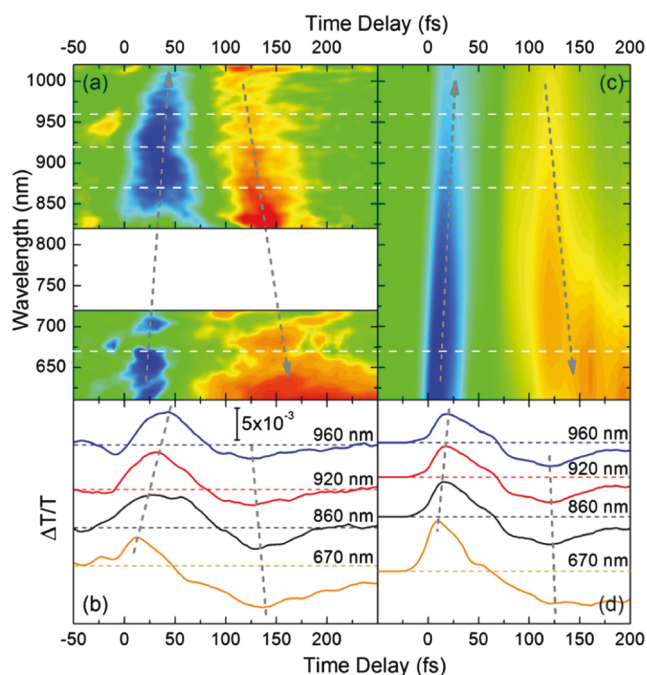 Time Delay (fs)
-50 0 50 100 150 200 0 50 100 150 200
(a) (c)
1000
950
900
850
800
750
700
650
Wavelength (nm)
5x10-3
960 nm
920 nm
860 nm
670 nm
(b)
960 nm
920 nm
860 nm
670 nm
(d)
ΔT/T
-50 0 50 100 150 200 0 50 100 150 200
Time Delay (fs)